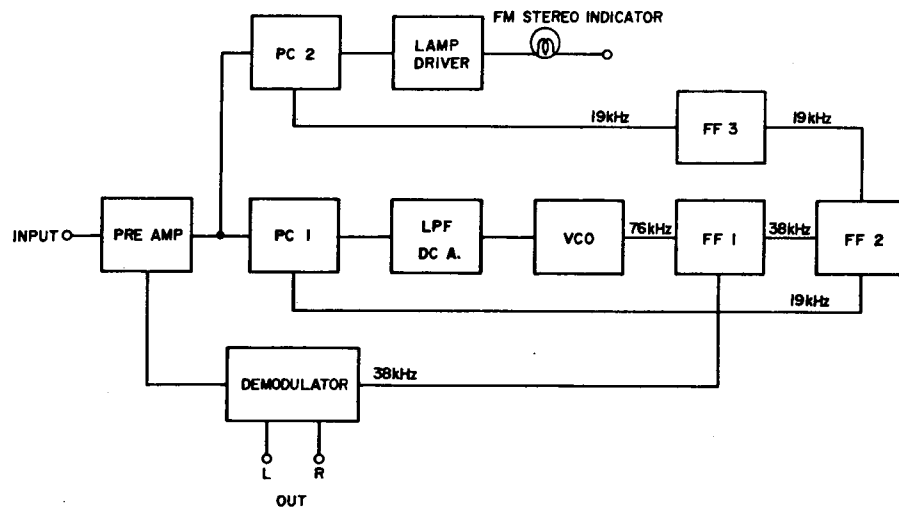 FM STEREO INDICATOR
PC 2
LAMP
DRIVER
19kHz
FF 3
19kHz
INPUT
PRE AMP
PC 1
LPF
DC A.
VCO
76kHz
FF 1
38kHz
FF 2
19kHz
DEMODULATOR
38kHz
L
R
OUT